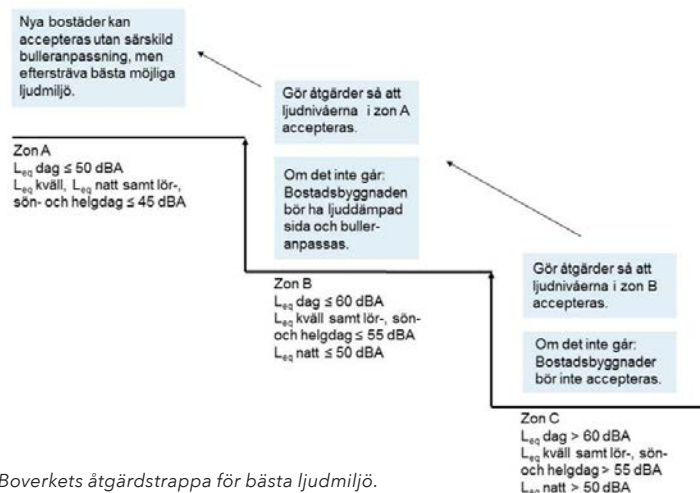 Nya bostäder kan
accepteras utan särskild
bulleranpassning, men
eftersträva bästa möjliga
ljudmiljö.
Zon A
Leq dag ≤ 50 dBA
Leq kväll, Leq natt samt lör-,
sön- och helgdag ≤ 45 dBA
Gör åtgärder så att
ljudnivåerna i zon A
accepteras.
Om det inte går:
Bostadsbyggnaden
bör ha ljuddämpad
sida och buller-
anpassas.
Zon B
Leq dag ≤ 60 dBA
Leq kväll samt lör-, sön-
och helgdag ≤ 55 dBA
Leq natt ≤ 50 dBA
Gör åtgärder så att
ljudnivåerna i zon B
accepteras.
Om det inte går:
Bostadsbyggnader
bör inte accepteras.
Zon C
Leq dag > 60 dBA
Leq kväll samt lör-, sön-
och helgdag > 55 dBA
Leq natt > 50 dBA
Boverkets åtgärdstrappa för bästa ljudmiljö.